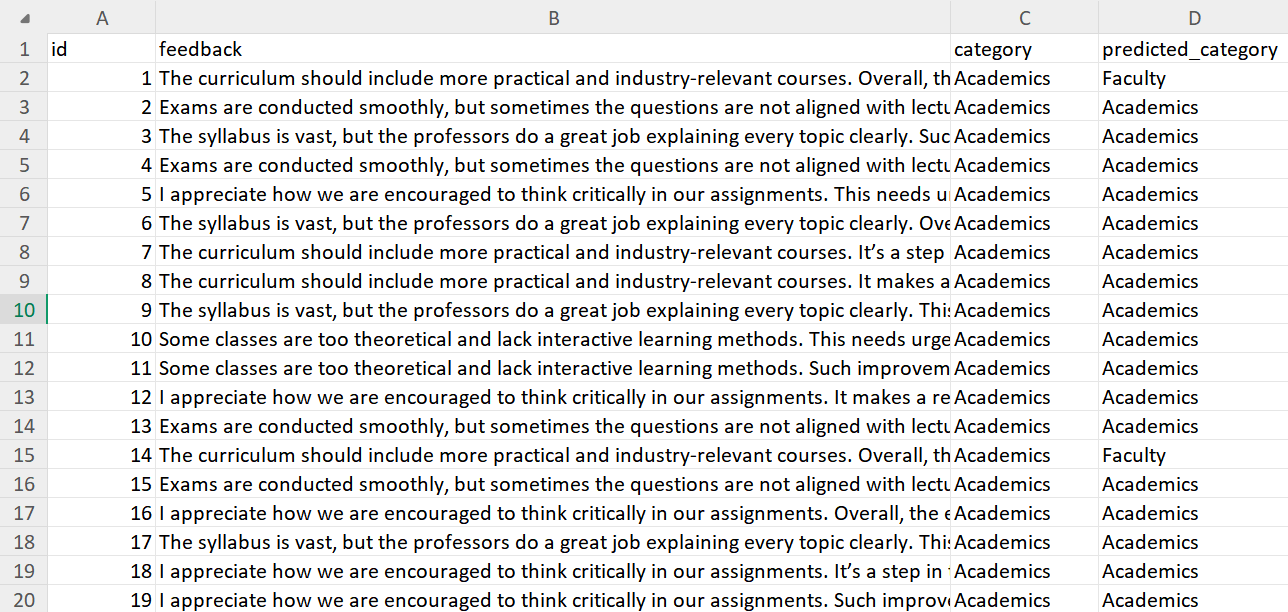 A B C D
1 id feedback category predicted_category
2 1 The curriculum should include more practical and industry-relevant courses. Overall, th Academics Faculty
3 2 Exams are conducted smoothly, but sometimes the questions are not aligned with lectu Academics Academics
4 3 The syllabus is vast, but the professors do a great job explaining every topic clearly. Suc Academics Academics
5 4 Exams are conducted smoothly, but sometimes the questions are not aligned with lectu Academics Academics
6 5 I appreciate how we are encouraged to think critically in our assignments. This needs u Academics Academics
7 6 The syllabus is vast, but the professors do a great job explaining every topic clearly. Ove Academics Academics
8 7 The curriculum should include more practical and industry-relevant courses. It’s a step Academics Academics
9 8 The curriculum should include more practical and industry-relevant courses. It makes a Academics Academics
10 9 The syllabus is vast, but the professors do a great job explaining every topic clearly. This Academics Academics
11 10 Some classes are too theoretical and lack interactive learning methods. This needs urge Academics Academics
12 11 Some classes are too theoretical and lack interactive learning methods. Such improvem Academics Academics
13 12 I appreciate how we are encouraged to think critically in our assignments. It makes a re Academics Academics
14 13 Exams are conducted smoothly, but sometimes the questions are not aligned with lectu Academics Academics
15 14 The curriculum should include more practical and industry-relevant courses. Overall, th Academics Faculty
16 15 Exams are conducted smoothly, but sometimes the questions are not aligned with lectu Academics Academics
17 16 I appreciate how we are encouraged to think critically in our assignments. Overall, the e Academics Academics
18 17 The syllabus is vast, but the professors do a great job explaining every topic clearly. This Academics Academics
19 18 I appreciate how we are encouraged to think critically in our assignments. It’s a step in Academics Academics
20 19 I appreciate how we are encouraged to think critically in our assignments. Such improv Academics Academics